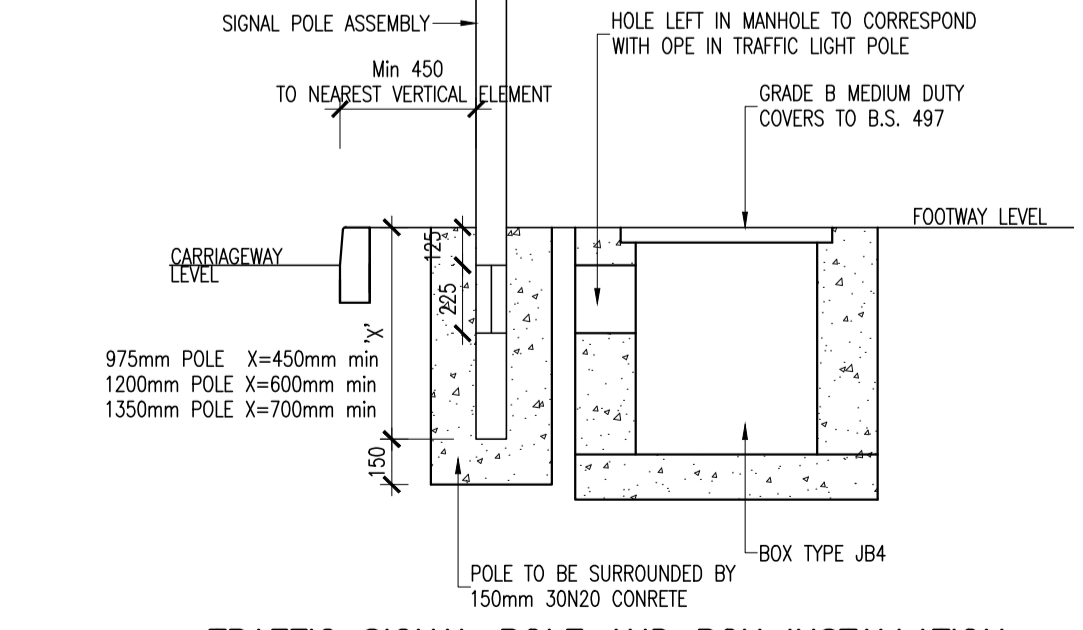 SIGNAL POLE ASSEMBLY
HOLE LEFT IN MANHOLE TO CORRESPOND
WITH OPE IN TRAFFIC LIGHT POLE
Min 450
TO NEAREST VERTICAL ELEMENT
GRADE B MEDIUM DUTY
COVERS TO B.S. 497
FOOTWAY LEVEL
CARRIAGEWAY
LEVEL
125
225
'X'
975mm POLE X=450mm min
1200mm POLE X=600mm min
1350mm POLE X=700mm min
150
BOX TYPE JB4
POLE TO BE SURROUNDED BY
150mm 30N20 CONRETE